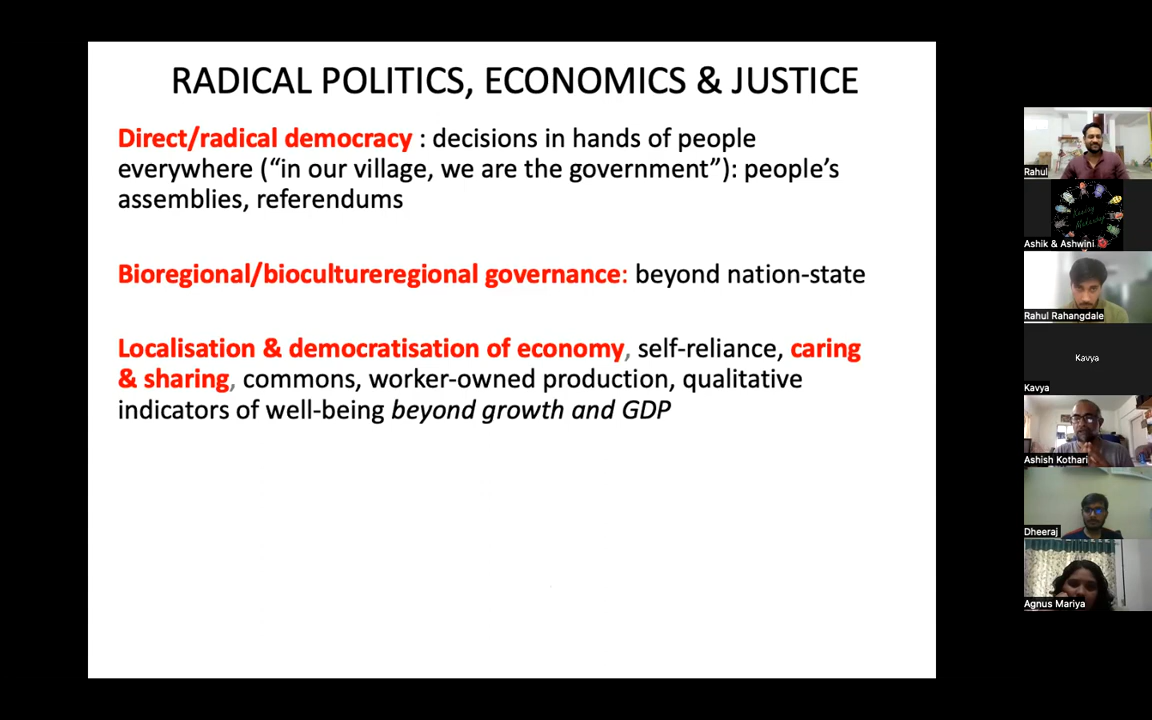 RADICAL POLITICS, ECONOMICS & JUSTICE
Direct/radical democracy : decisions in hands of people
everywhere (“in our village, we are the government”): people’s
assemblies, referendums
Bioregional/biocultureregional governance: beyond nation-state
Localisation & democratisation of economy, self-reliance, caring
& sharing, commons, worker-owned production, qualitative
indicators of well-being beyond growth and GDP
Rahul
Ashik & Ashwini
Rahul Rahangdale
Kavya
Kavya
Ashish Kothari
Dheeraj
Agnus Mariya